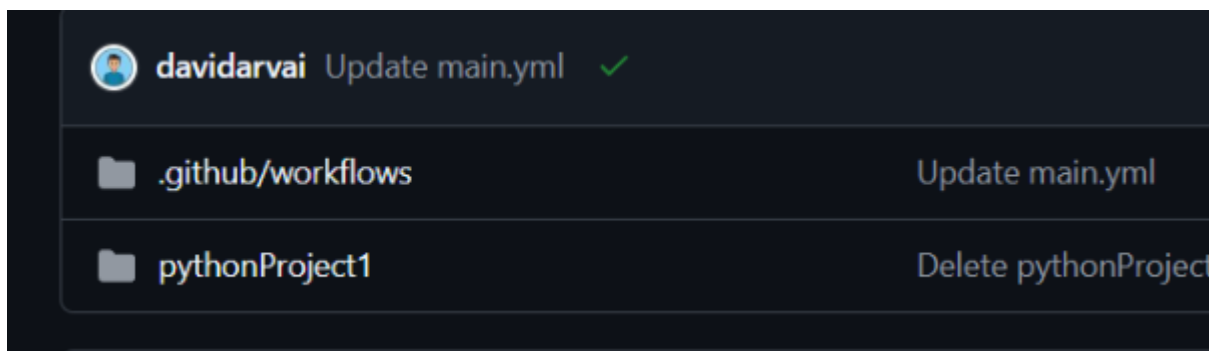 davidarvai Update main.yml
.github/workflows Update main.yml
pythonProject1 Delete pythonProject